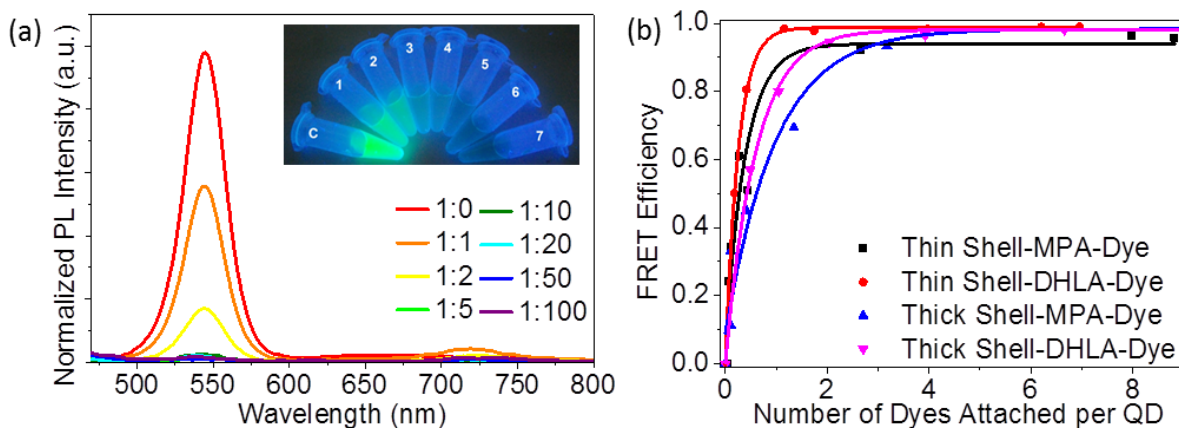 (a)
Normalized PL Intensity (a.u.)
C
1
2
3
4
5
6
7
1:0 1:10
1:1 1:20
1:2 1:50
1:5 1:100
500 550 600 650 700 750 800
Wavelength (nm)
(b)
FRET Efficiency
1.0
0.8
0.6
0.4
0.2
0.0
Thin Shell-MPA-Dye
Thin Shell-DHLA-Dye
Thick Shell-MPA-Dye
Thick Shell-DHLA-Dye
0 2 4 6 8
Number of Dyes Attached per QD